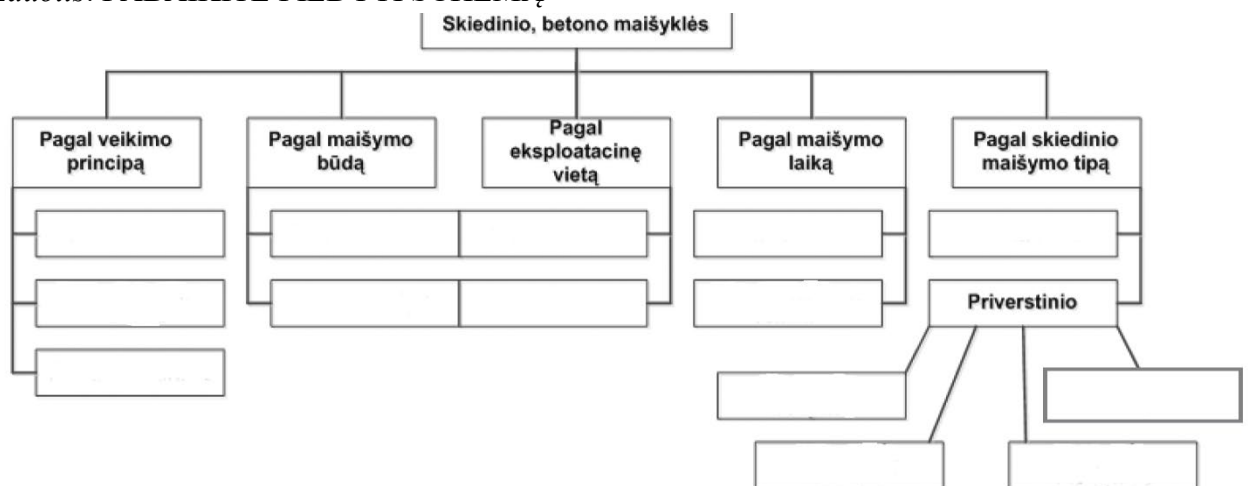 Skiedinio, betono maišyklės
Pagal veikimo
principą
Pagal maišymo
būdą
Pagal
eksploatacinę
vietą
Pagal maišymo
laiką
Pagal skiedinio
maišymo tipą
Priverstinio